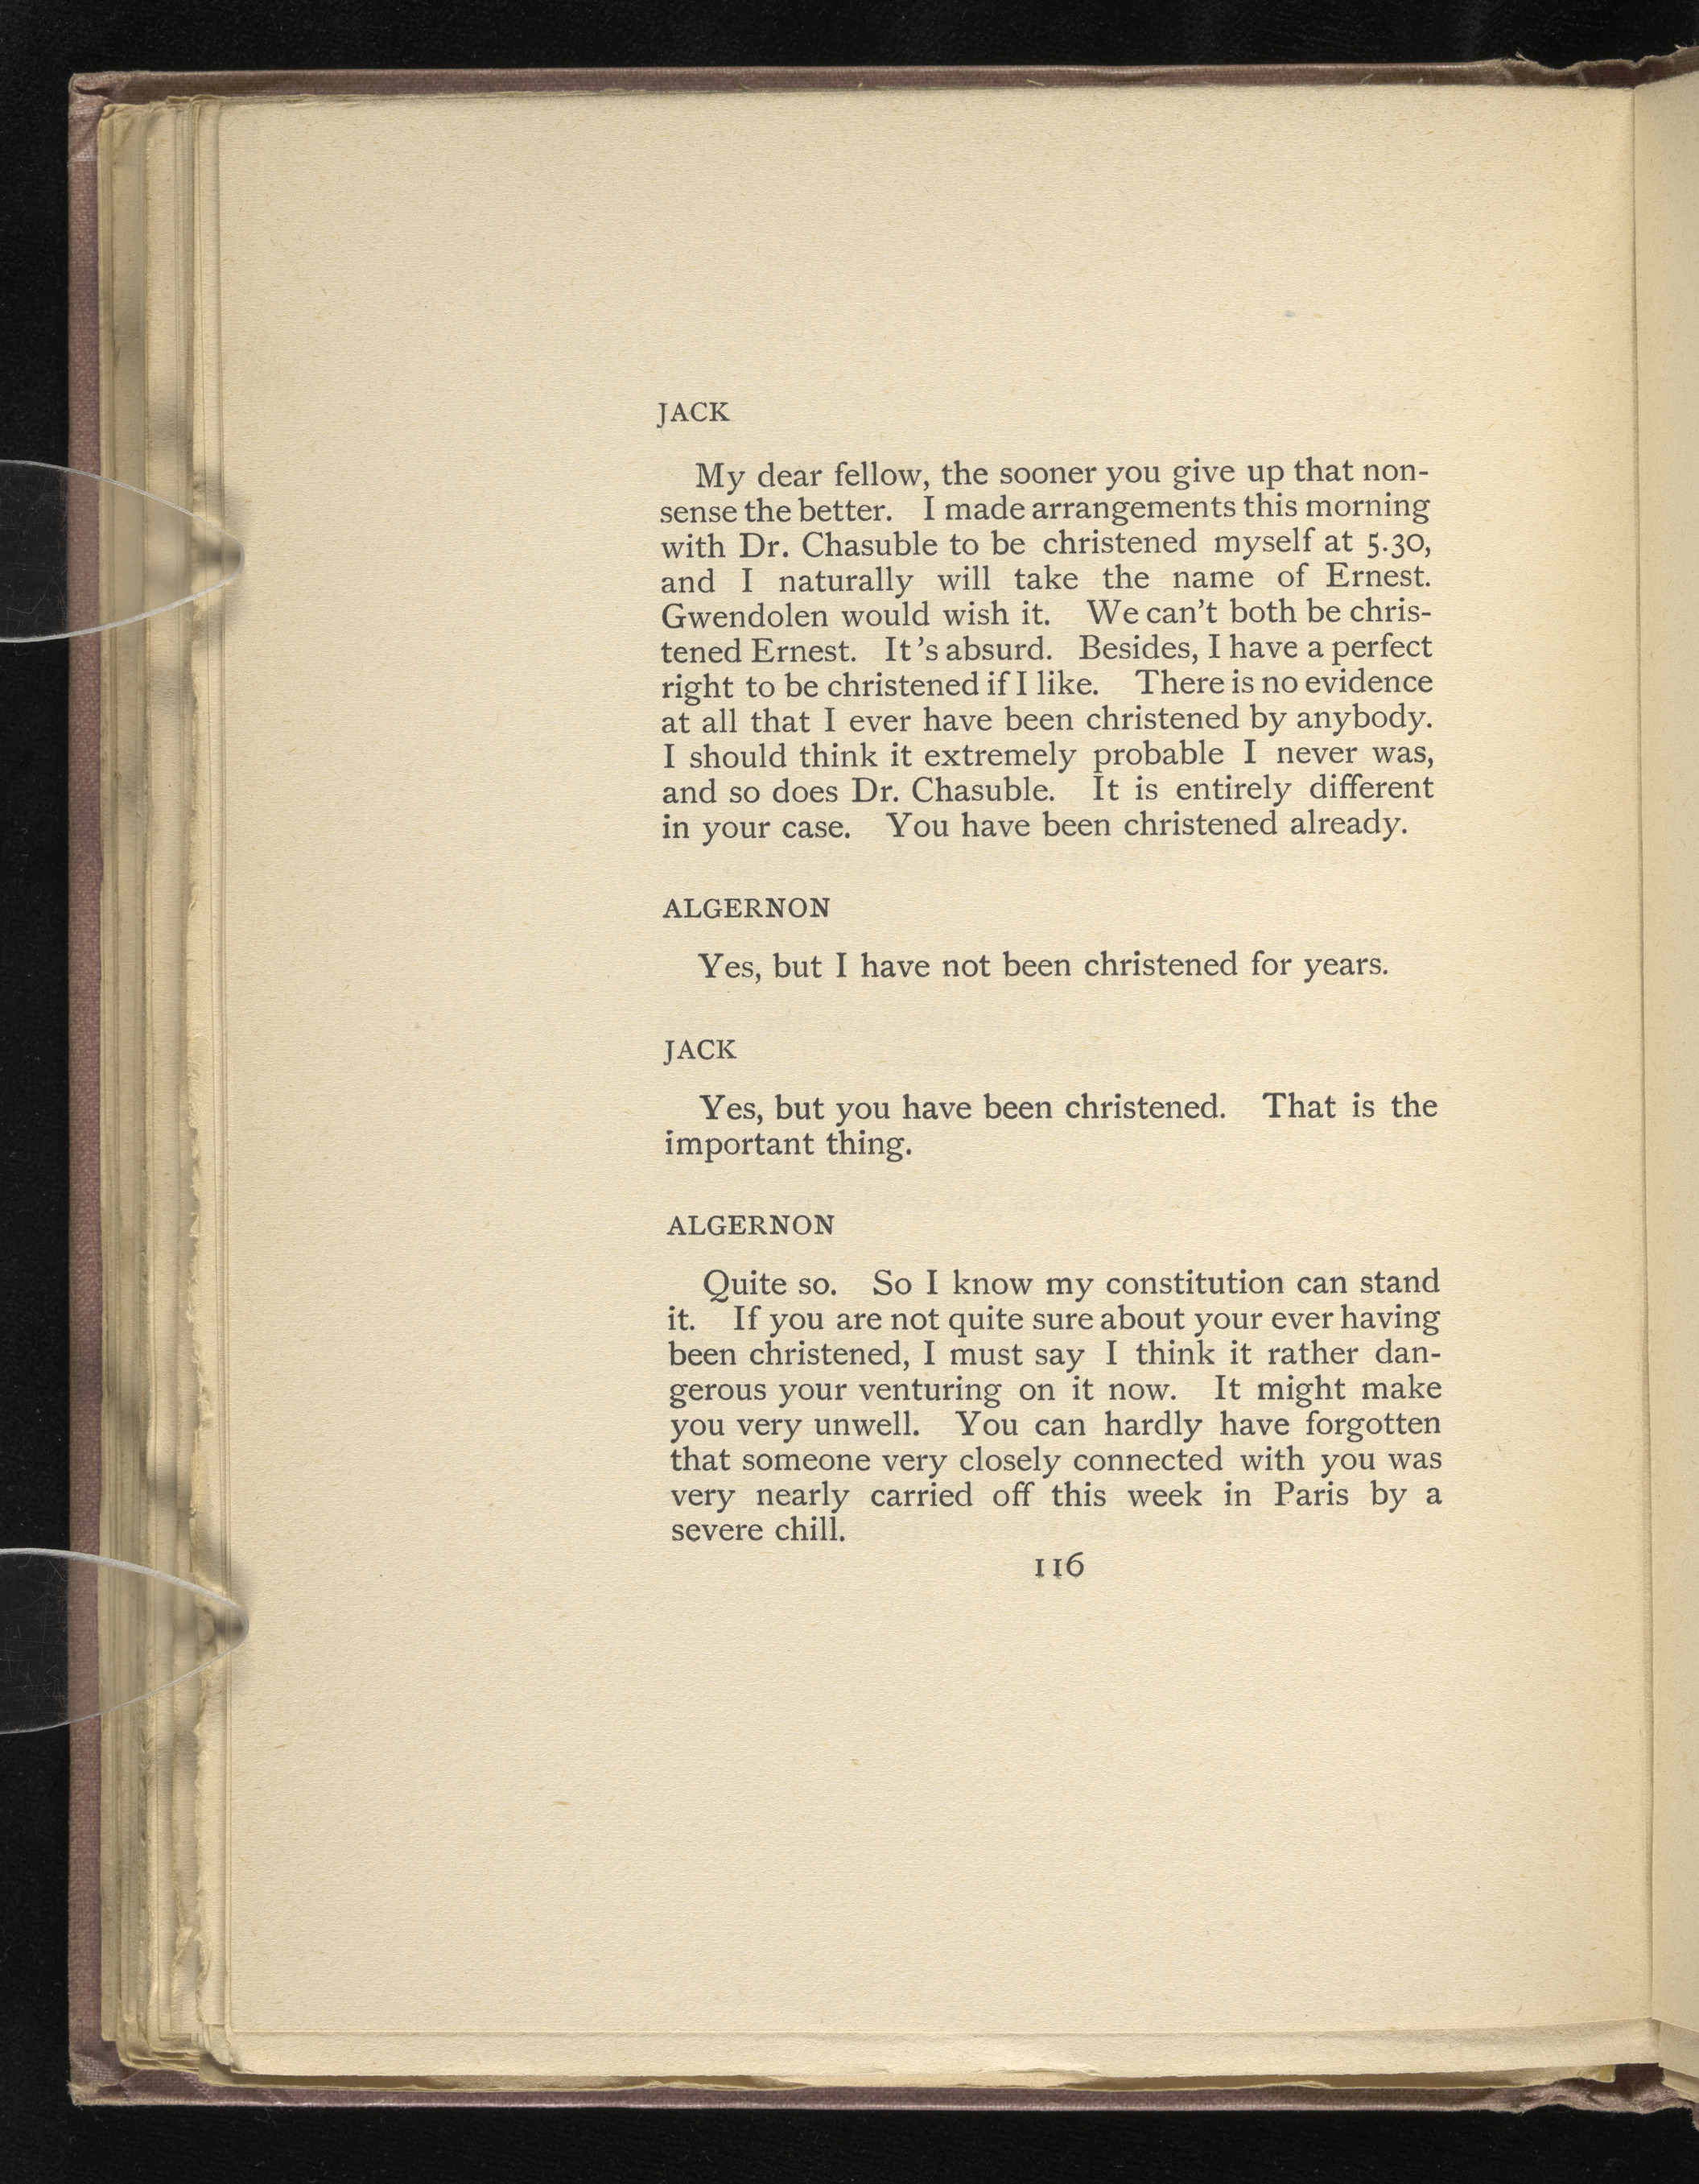 JACK
My dear fellow, the sooner you give up that non-
sense the better. I made arrangements this morning
with Dr. Chasuble to be christened myself at 5.30,
and I naturally will take the name of Ernest.
Gwendolen would wish it. We can't both be chris-
tened Ernest. It's absurd. Besides, I have a perfect
right to be christened if I like. There is no evidence
at all that I ever have been christened by anybody.
I should think it extremely probable I never was,
and so does Dr. Chasuble. It is entirely different
in your case. You have been christened already.
ALGERNON
Yes, but I have not been christened for years.
JACK
Yes, but you have been christened. That is the
important thing.
ALGERNON
Quite so. So I know my constitution can stand
it. If you are not quite sure about your ever having
been christened, I must say I think it rather dan-
gerous your venturing on it now. It might make
you very unwell. You can hardly have forgotten
that someone very closely connected with you was
very nearly carried off this week in Paris by a
severe chill.
116